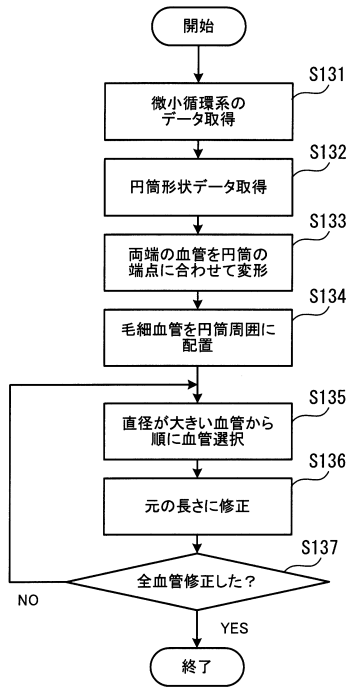 開始
S131
微小循環系の
データ取得
S132
円筒形状データ取得
S133
両端の血管を円筒の
端点に合わせて変形
S134
毛細血管を円筒周囲に
配置
S135
直径が大きい血管から
順に血管選択
S136
元の長さに修正
S137
全血管修正した？
NO
YES
終了